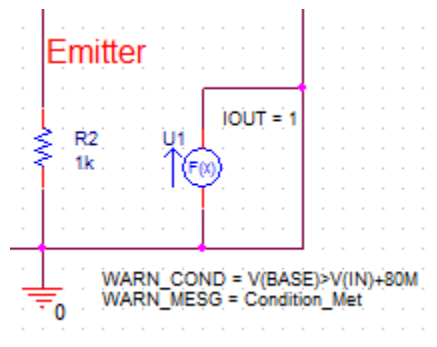 Emitter
IOUT = 1
R2
1k
U1
F(x)
WARN_COND = V(BASE)>V(IN)+80M
WARN_MESG = Condition_Met
0